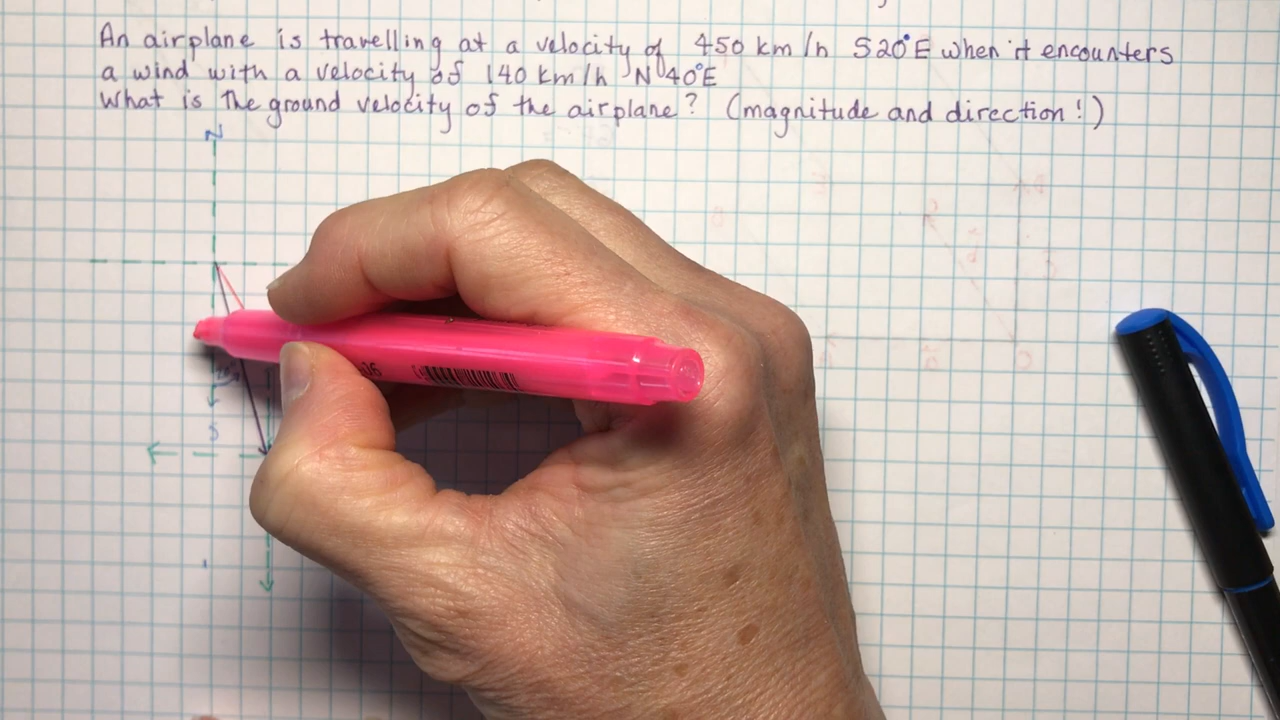 An airplane is travelling at a velocity of 450 km/h S20°E when it encounters
a wind with a velocity of 140 km/h N40°E
What is the ground velocity of the airplane? (magnitude and direction!)
N
S